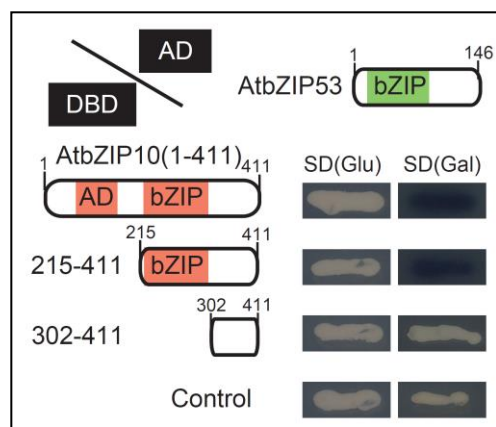 AD
DBD
1 146
AtbZIP53 bZIP
AtbZIP10(1-411)
1 411
SD(Glu) SD(Gal)
AD bZIP
215 411
215-411 bZIP
302 411
302-411
Control